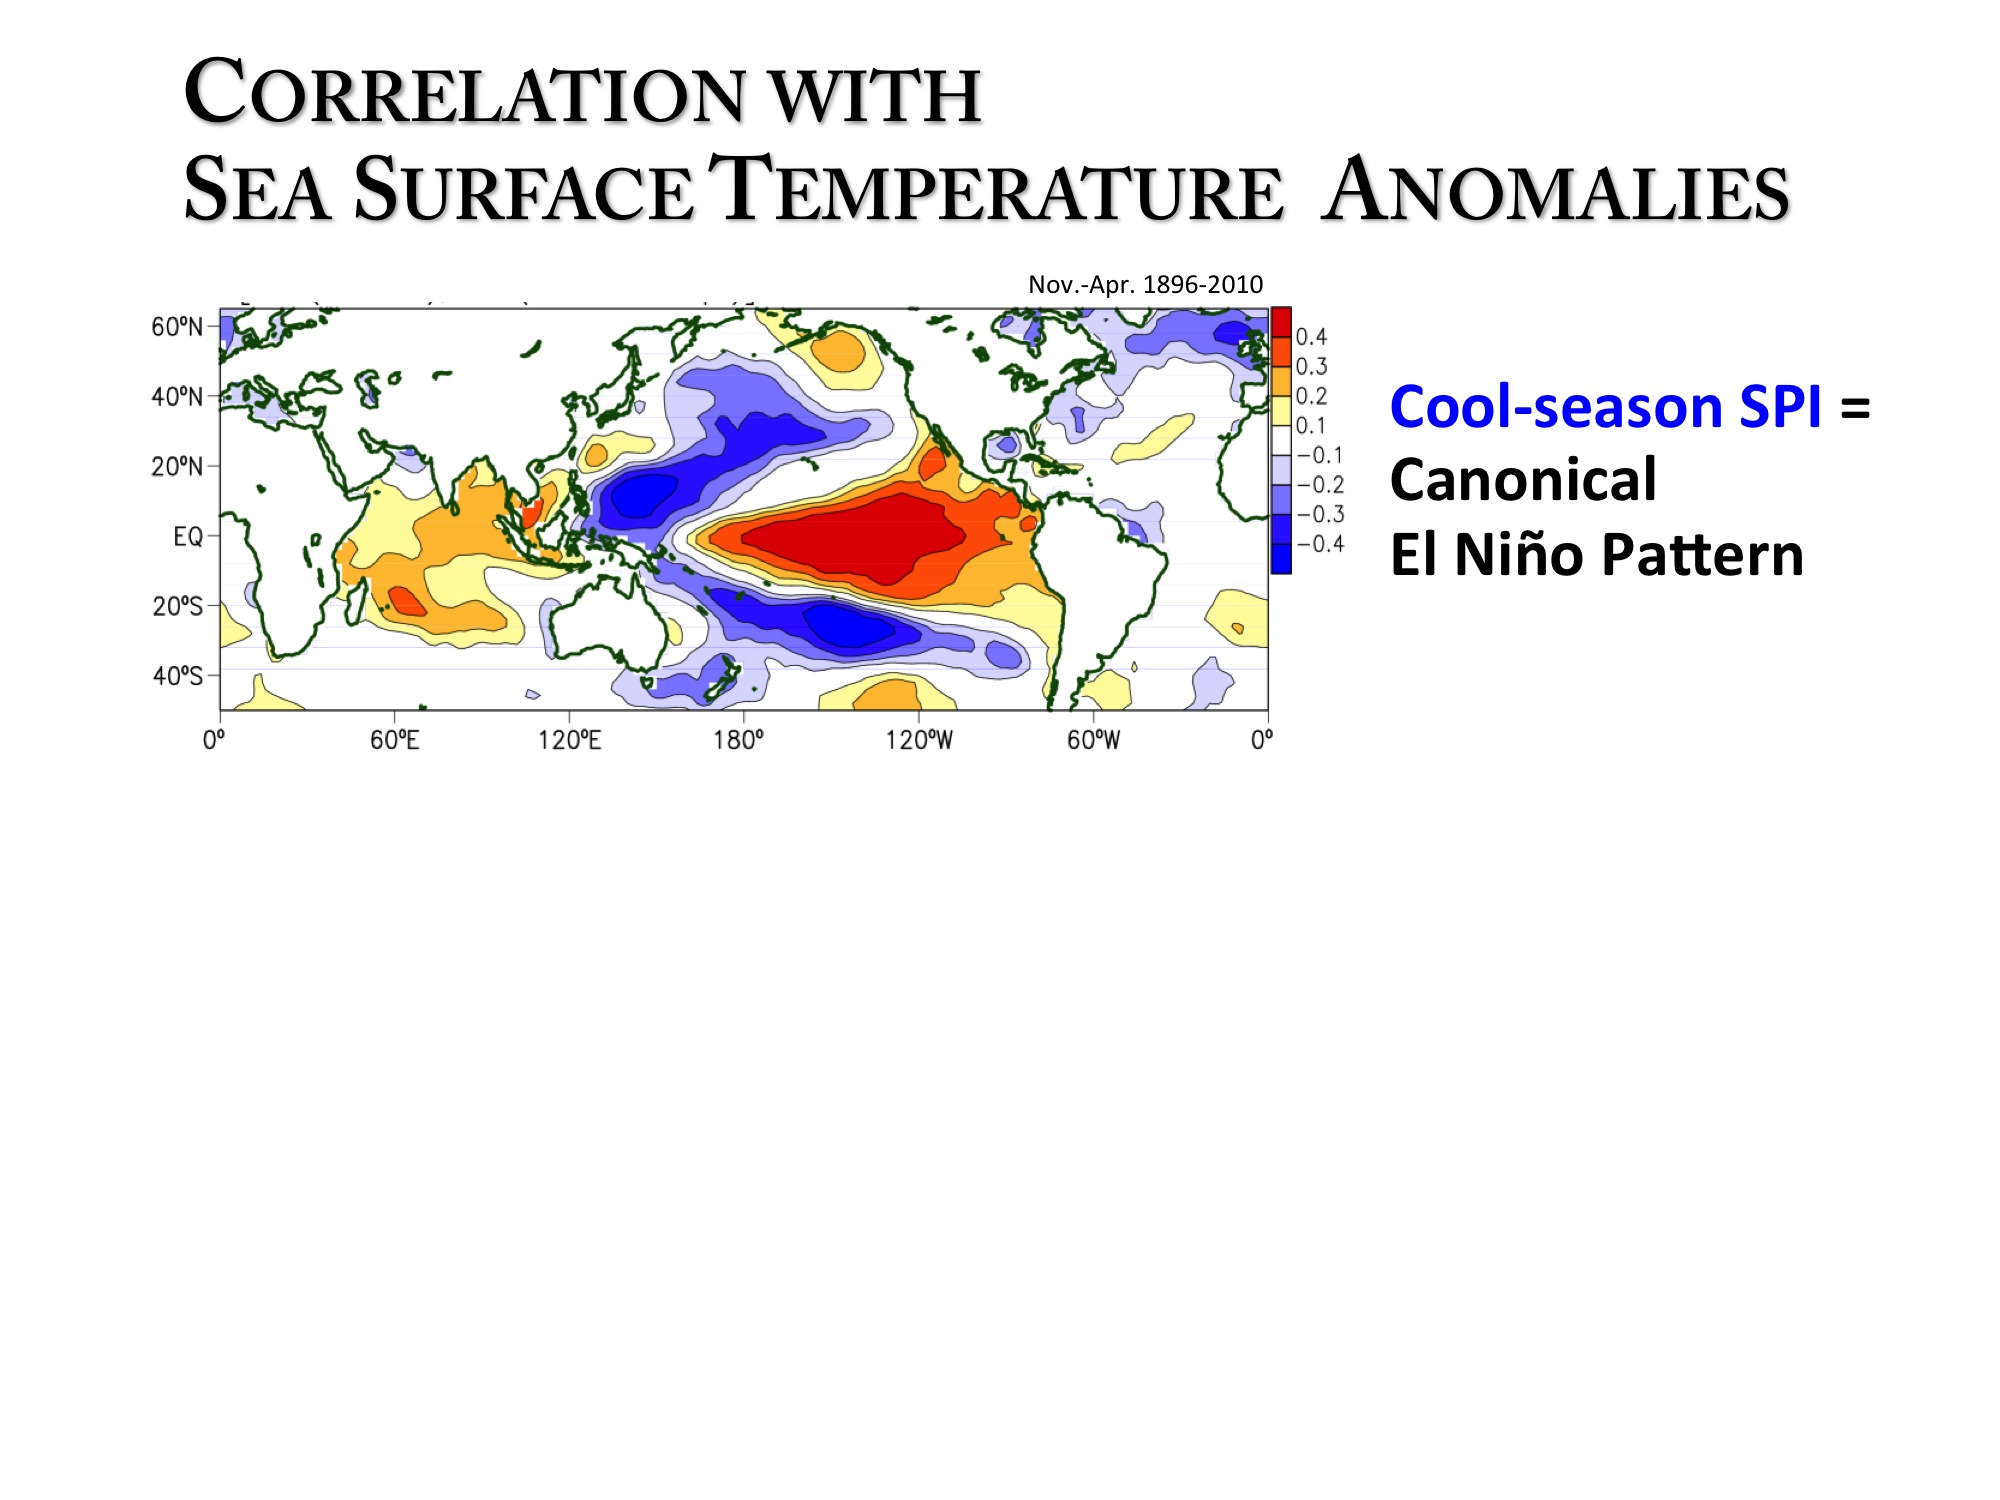 CORRELATION WITH
SEA SURFACE TEMPERATURE ANOMALIES
Nov.-Apr. 1896-2010
60°N
40°N
20°N
EQ
20°S
40°S
0°
60°E
120°E
180°
120°W
60°W
0°
0.4
0.3
0.2
0.1
−0.1
−0.2
−0.3
−0.4
Cool-season SPI =
Canonical
El Niño Pattern